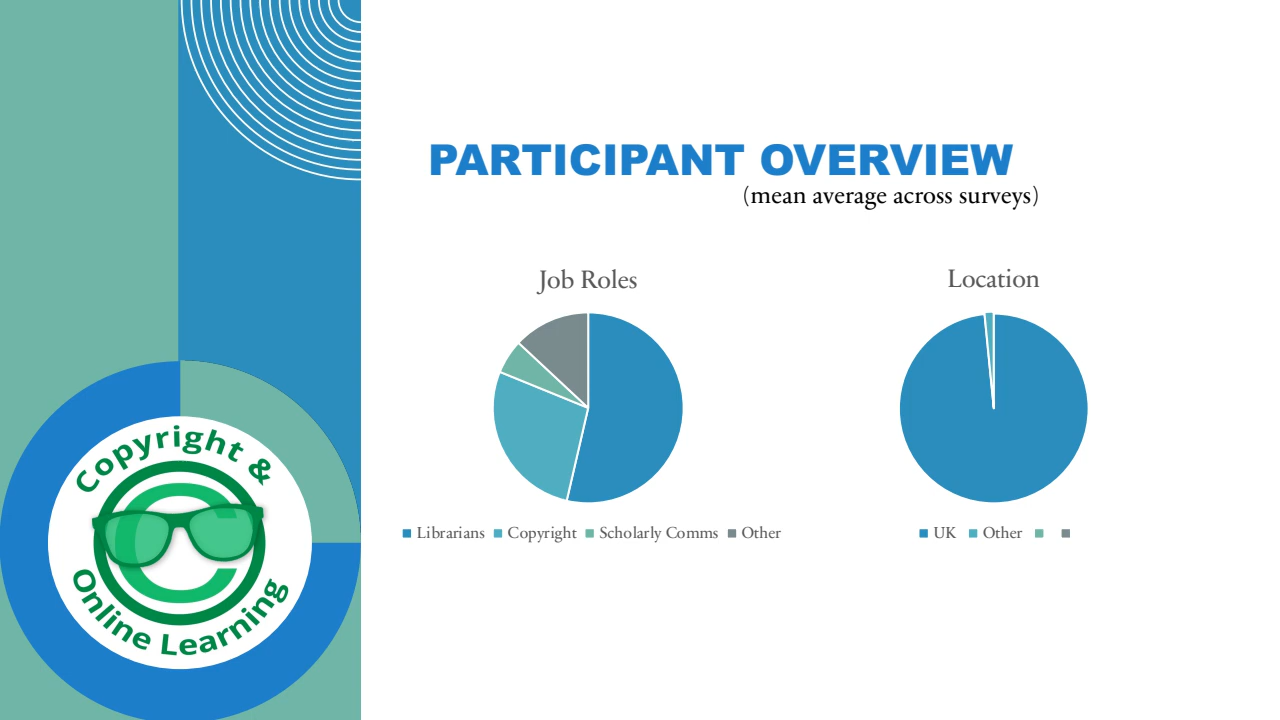 PARTICIPANT OVERVIEW
(mean average across surveys)
Job Roles
Librarians Copyright Scholarly Comms Other
Location
UK Other
Copyright &
C
Online Learning